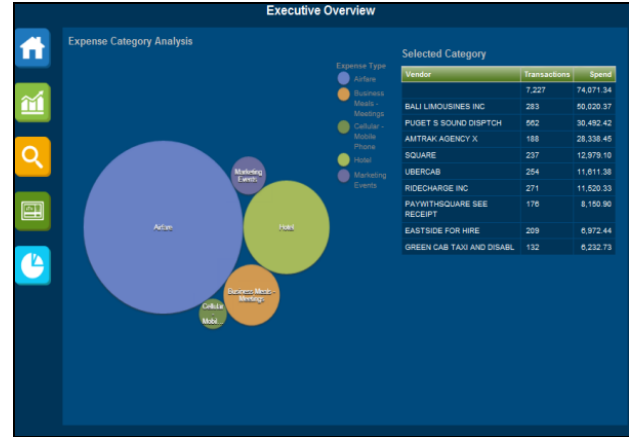 Executive Overview
Expense Category Analysis
Expense Type
Airfare
Business
Meals -
Meetings
Cellular -
Mobile
Phone
Hotel
Marketing
Events
Airfare
Marketing
Events
Hotel
Business Meals -
Meetings
Cellular
- Mobil...
Selected Category
Vendor Transactions Spend
7,227 74,071.34
BALI LIMOUSINES INC 283 50,020.37
PUGET S SOUND DISPTCH 562 30,492.42
AMTRAK AGENCY X 188 28,338.45
SQUARE 237 12,979.10
UBERCAB 254 11,611.38
RIDECHARGE INC 271 11,520.33
PAYWITHSQUARE SEE
RECEIPT 176 8,150.90
EASTSIDE FOR HIRE 209 6,972.44
GREEN CAB TAXI AND DISABL 132 6,232.73